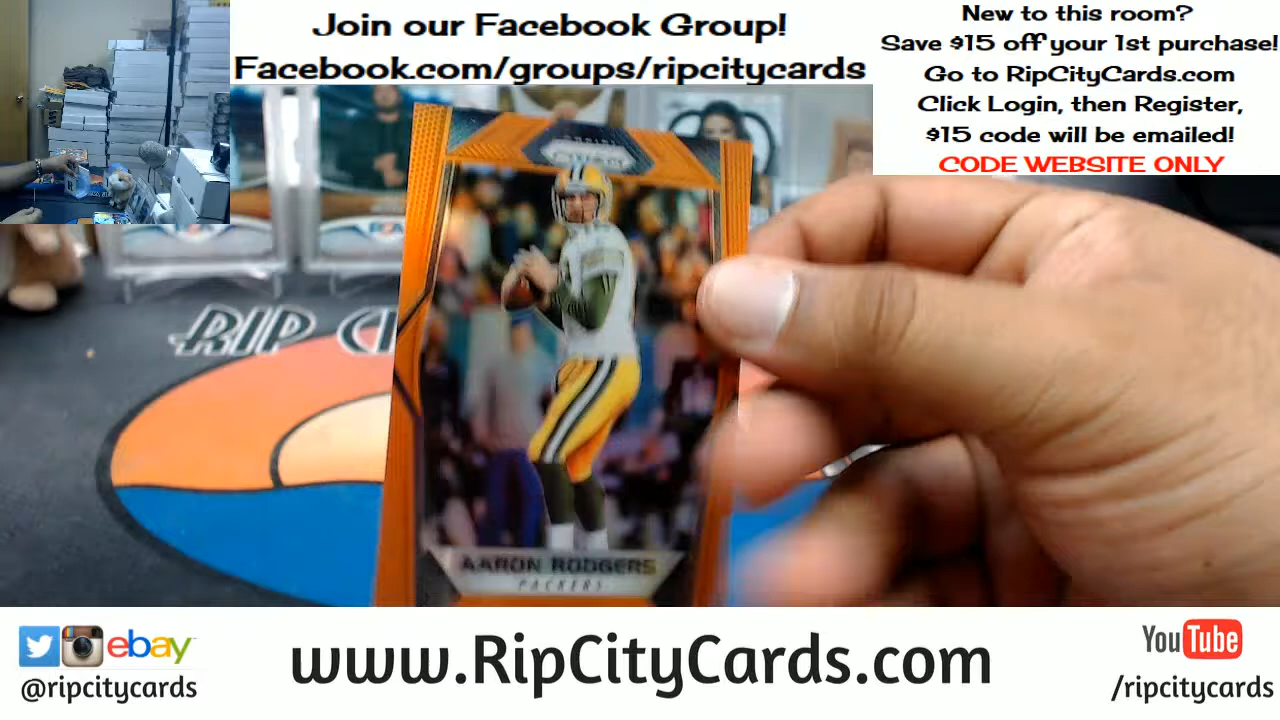 Join our Facebook Group!
Facebook.com/groups/ripcitycards
New to this room?
Save $15 off your 1st purchase!
Go to RipCityCards.com
Click Login, then Register,
$15 code will be emailed!
CODE WEBSITE ONLY
RIP
AARON RODGERS
PACKERS
ebay
@ripcitycards
www.RipCityCards.com
YouTube
/ripcitycards